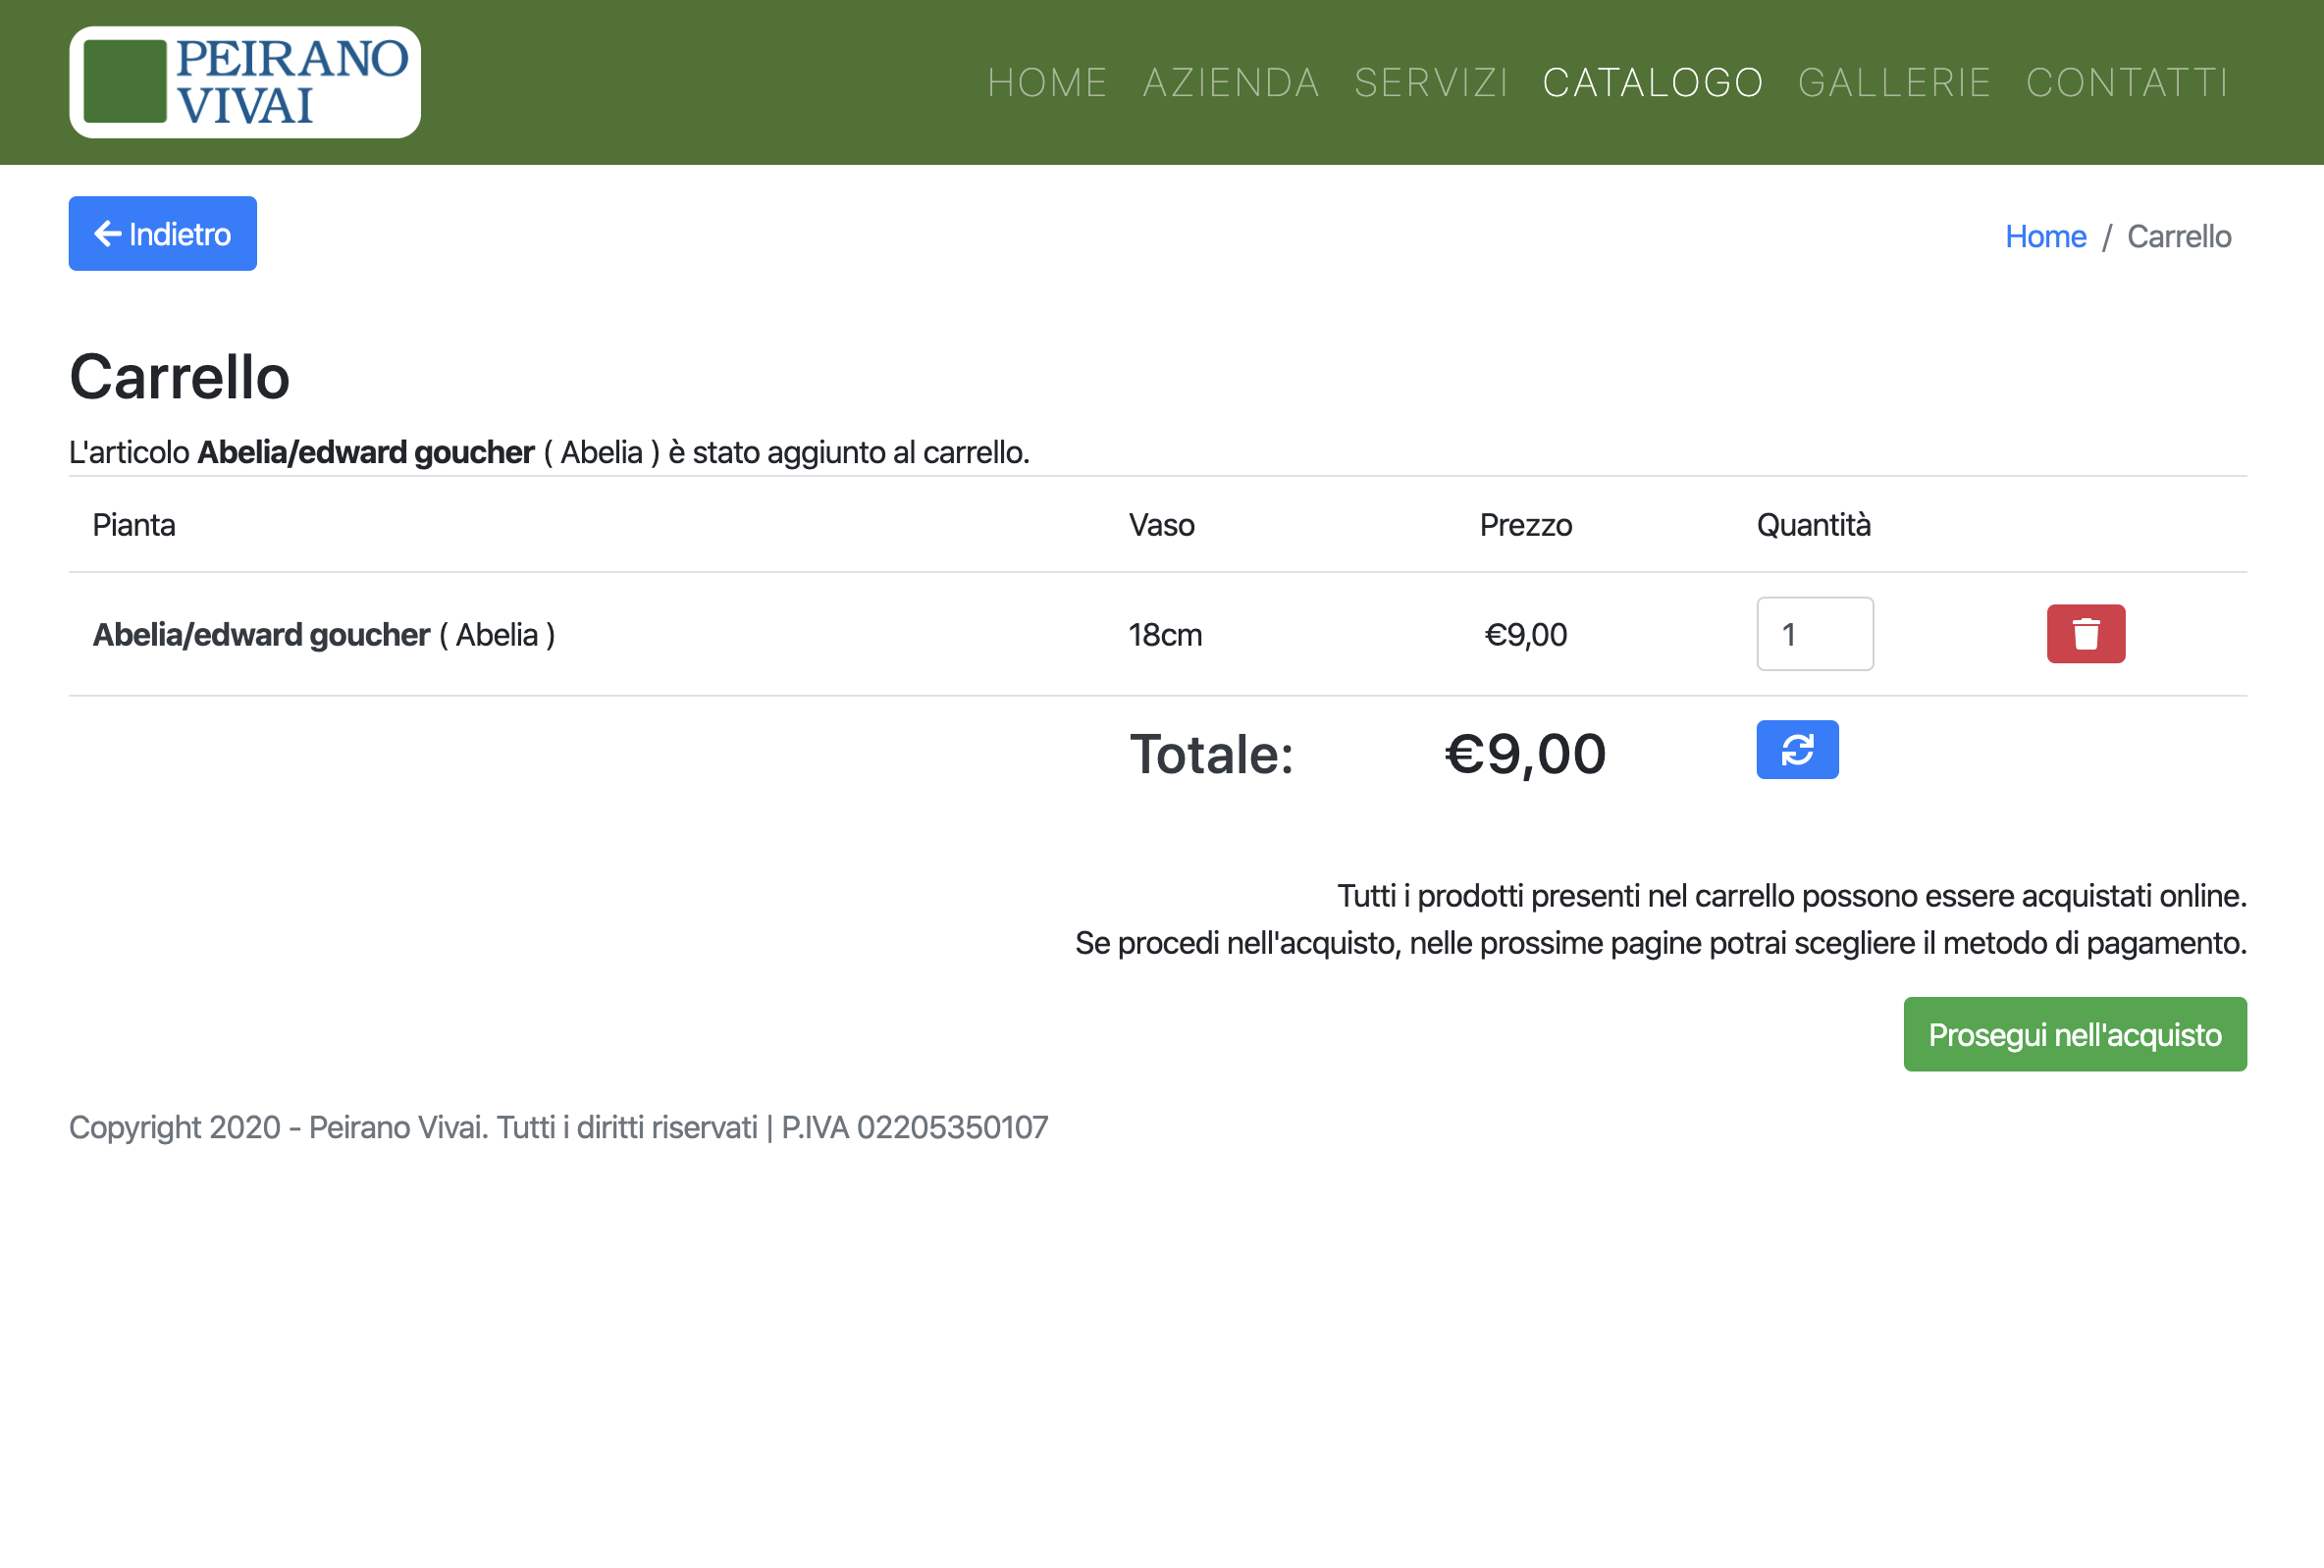 PEIRANO
VIVAI
HOME AZIENDA SERVIZI CATALOGO GALLERIE CONTATTI
Indietro
Home / Carrello
Carrello
L'articolo Abelia/edward goucher ( Abelia ) è stato aggiunto al carrello.
Pianta Vaso Prezzo Quantità
Abelia/edward goucher ( Abelia ) 18cm €9,00 1
Totale: €9,00
Tutti i prodotti presenti nel carrello possono essere acquistati online.
Se procedi nell'acquisto, nelle prossime pagine potrai scegliere il metodo di pagamento.
Prosegui nell'acquisto
Copyright 2020 - Peirano Vivai. Tutti i diritti riservati | P.IVA 02205350107